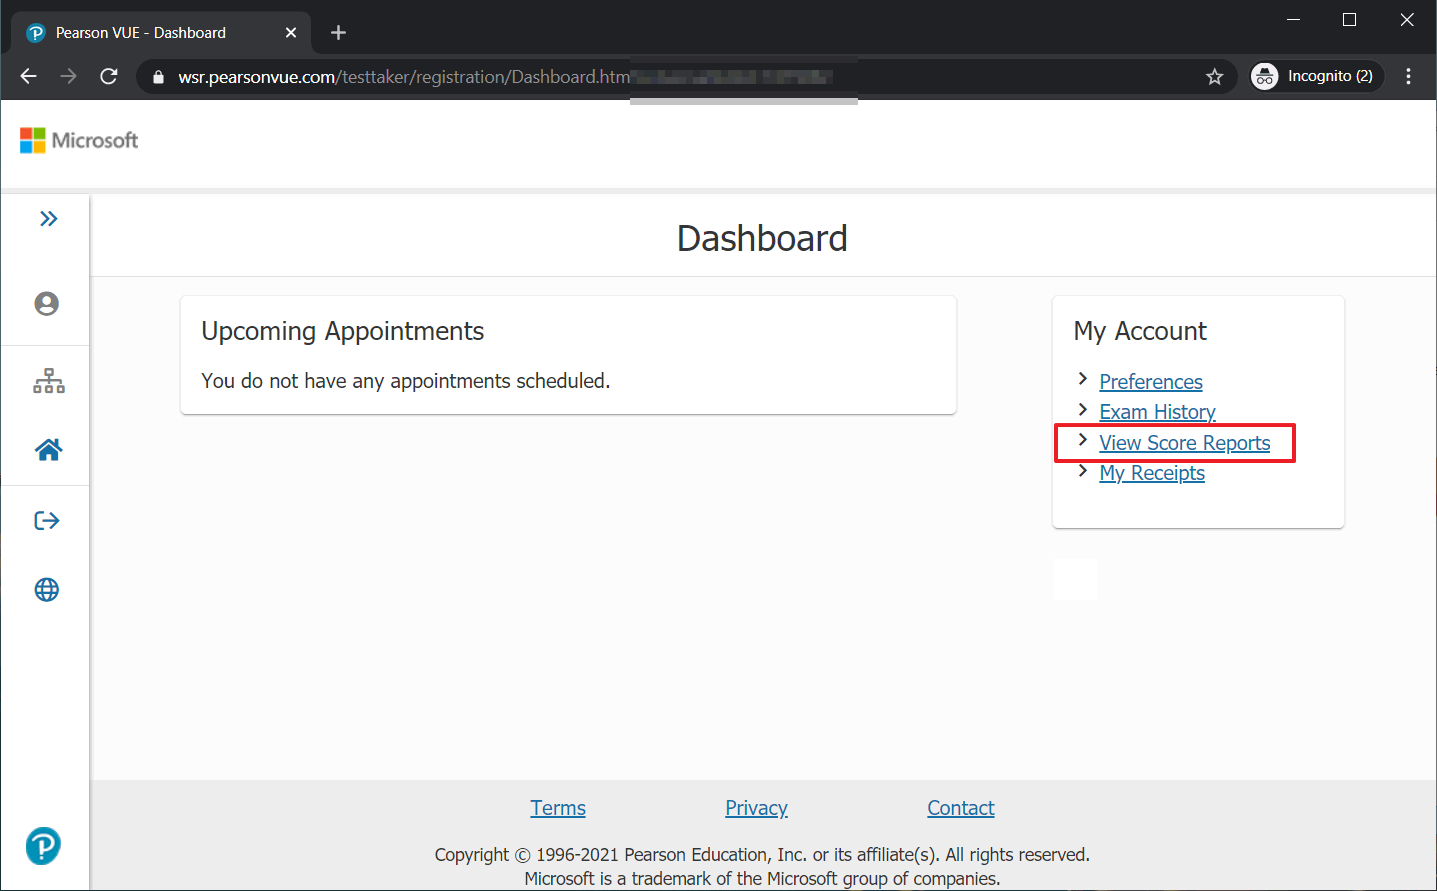 Pearson VUE - Dashboard
wsr.pearsonvue.com/testtaker/registration/Dashboard.htm
Incognito (2)
Microsoft
Dashboard
Upcoming Appointments
You do not have any appointments scheduled.
My Account
Preferences
Exam History
View Score Reports
My Receipts
Terms Privacy Contact
Copyright © 1996-2021 Pearson Education, Inc. or its affiliate(s). All rights reserved.
Microsoft is a trademark of the Microsoft group of companies.